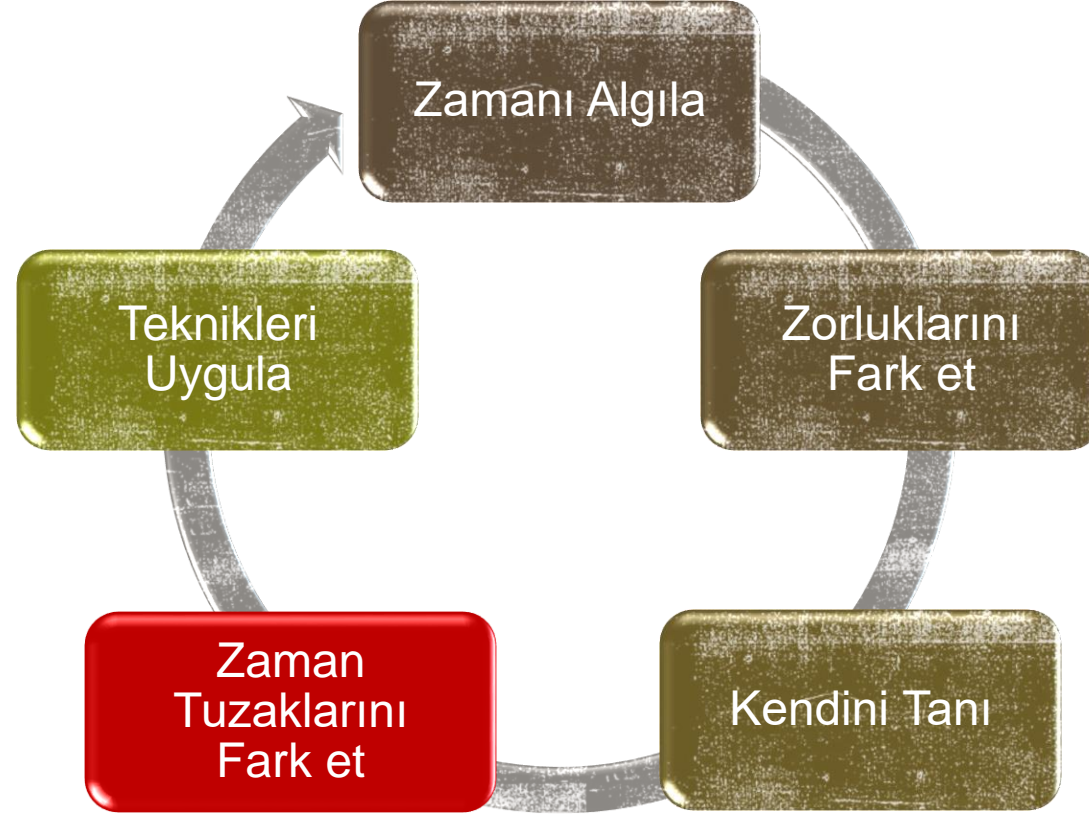 Zamanı Algıla
Zorluklarını
Fark et
Kendini Tanı
Zaman
Tuzaklarını
Fark et
Teknikleri
Uygula